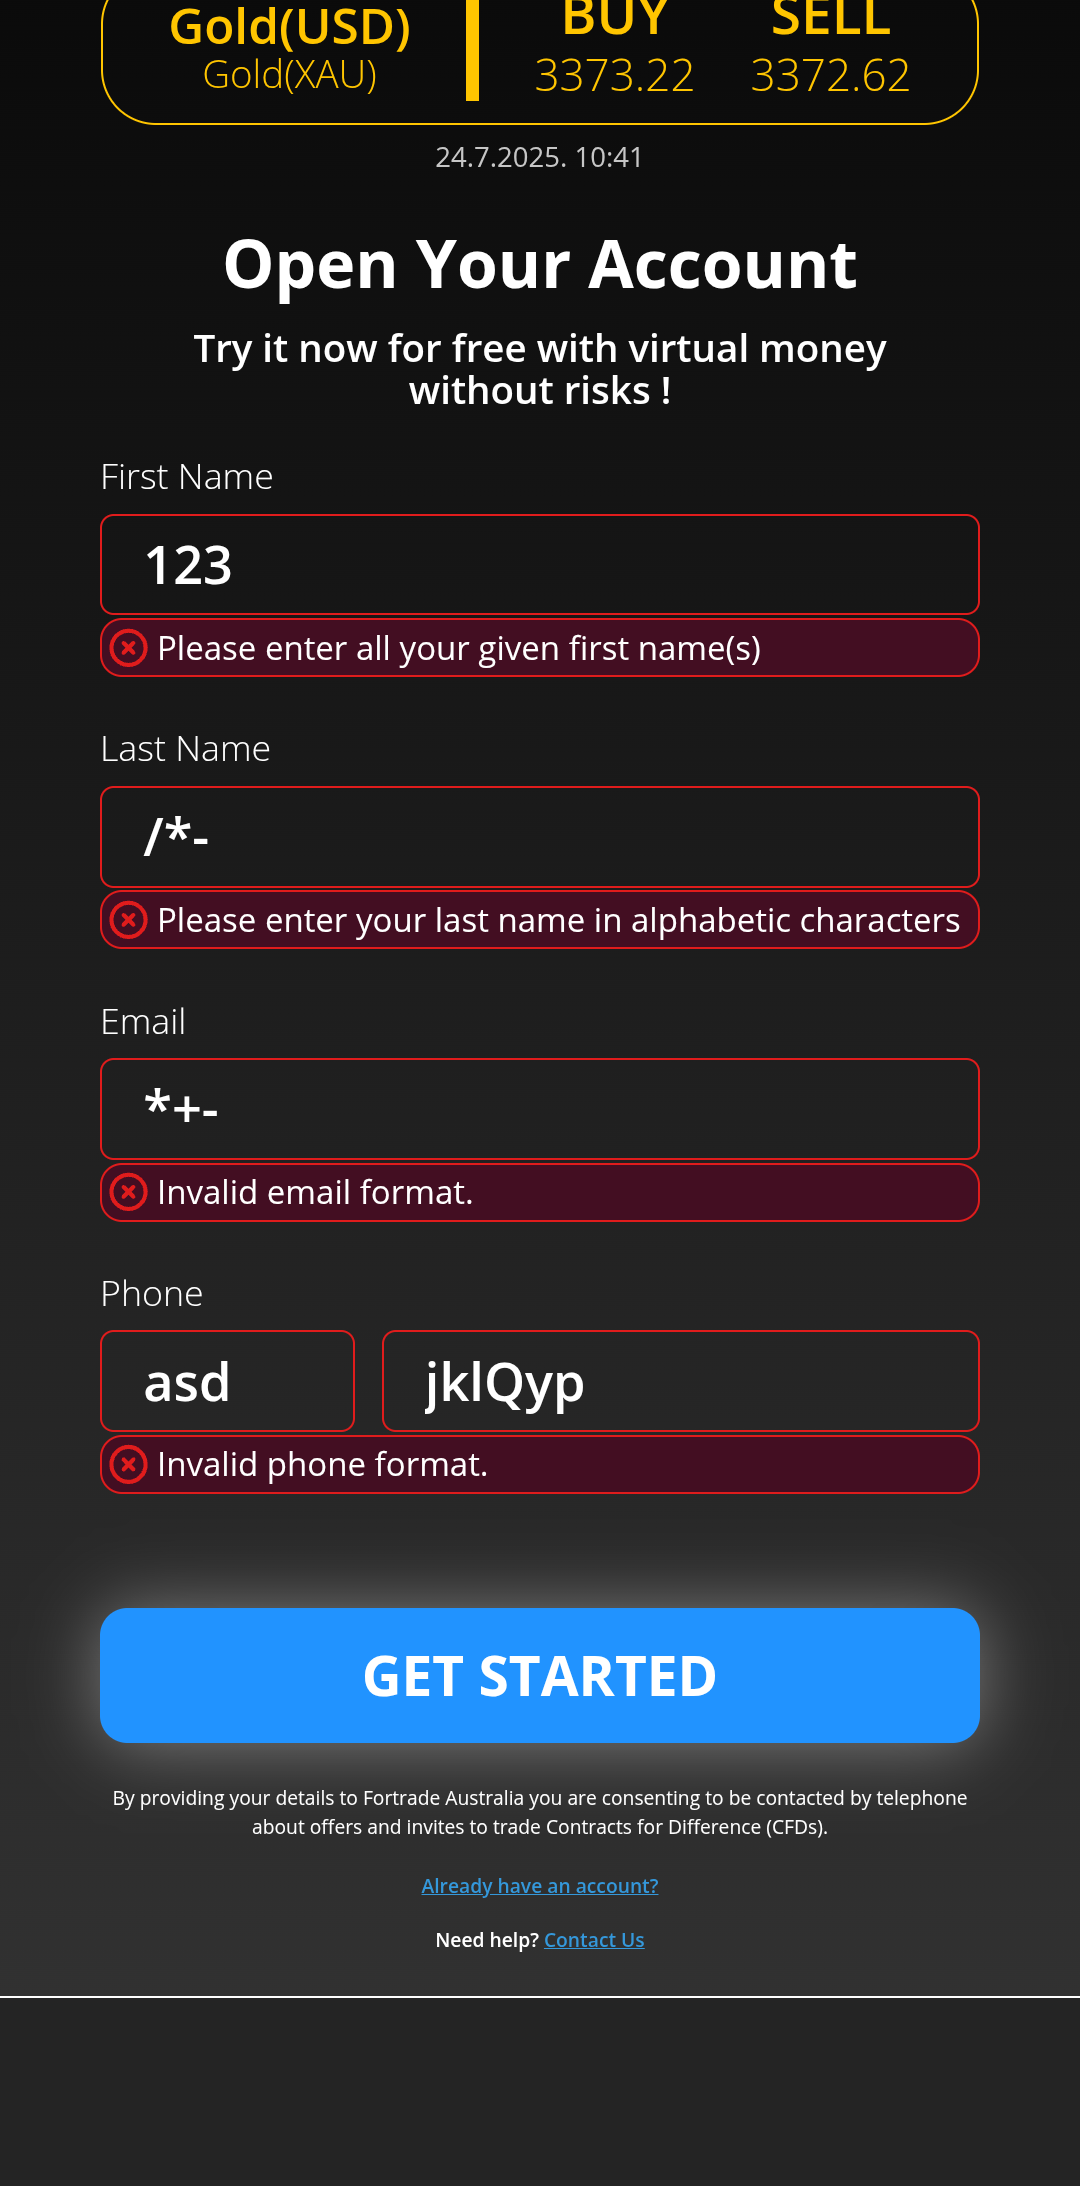 Gold(USD)
Gold(XAU)
BUY
3373.22
SELL
3372.62
24.7.2025. 10:41
Open Your Account
Try it now for free with virtual money
without risks !
First Name
123
Please enter all your given first name(s)
Last Name
/*-
Please enter your last name in alphabetic characters
Email
*+-
Invalid email format.
Phone
asd
jklQyp
Invalid phone format.
GET STARTED
By providing your details to Fortrade Australia you are consenting to be contacted by telephone
about offers and invites to trade Contracts for Difference (CFDs).
Already have an account?
Need help? Contact Us